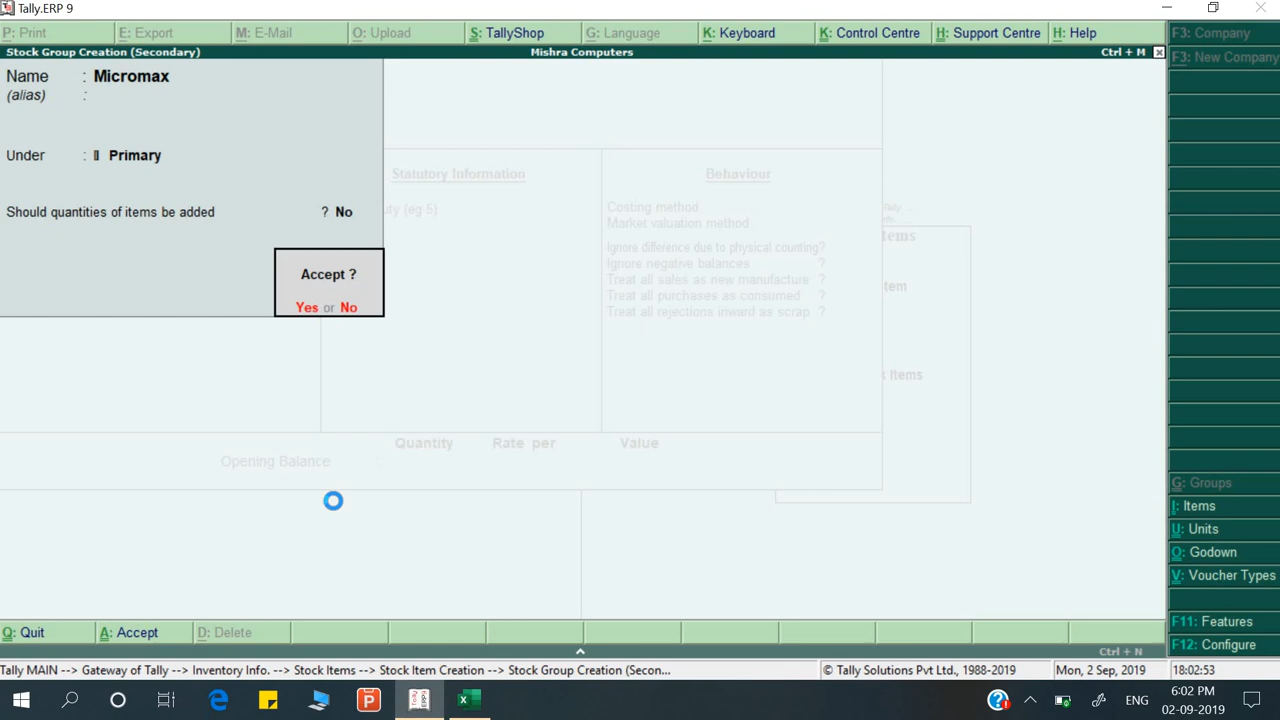 Tally.ERP 9
P: Print E: Export M: E-Mail O: Upload S: TallyShop G: Language K: Keyboard K: Control Centre H: Support Centre H: Help F3: Company
Stock Group Creation (Secondary) Mishra Computers Ctrl + M
F3: New Company
Name : Micromax
(alias) :
Under : Primary
Statutory Information Behaviour
uty (eg 5) Costing method
Market valuation method
Should quantities of items be added ? No
Ignore difference due to physical counting?
Ignore negative balances ?
Treat all sales as new manufacture ?
Treat all purchases as consumed ?
Treat all rejections inward as scrap ?
Accept ?
Yes or No
Quantity Rate per Value
Opening Balance
G: Groups
I: Items
U: Units
O: Godown
V: Voucher Types
F11: Features
F12: Configure
Q: Quit A: Accept D: Delete
Ctrl + N
Tally MAIN --> Gateway of Tally --> Inventory Info. --> Stock Items --> Stock Item Creation --> Stock Group Creation (Secon... © Tally Solutions Pvt Ltd., 1988-2019 Mon, 2 Sep, 2019 18:02:53
ENG 6:02 PM
02-09-2019